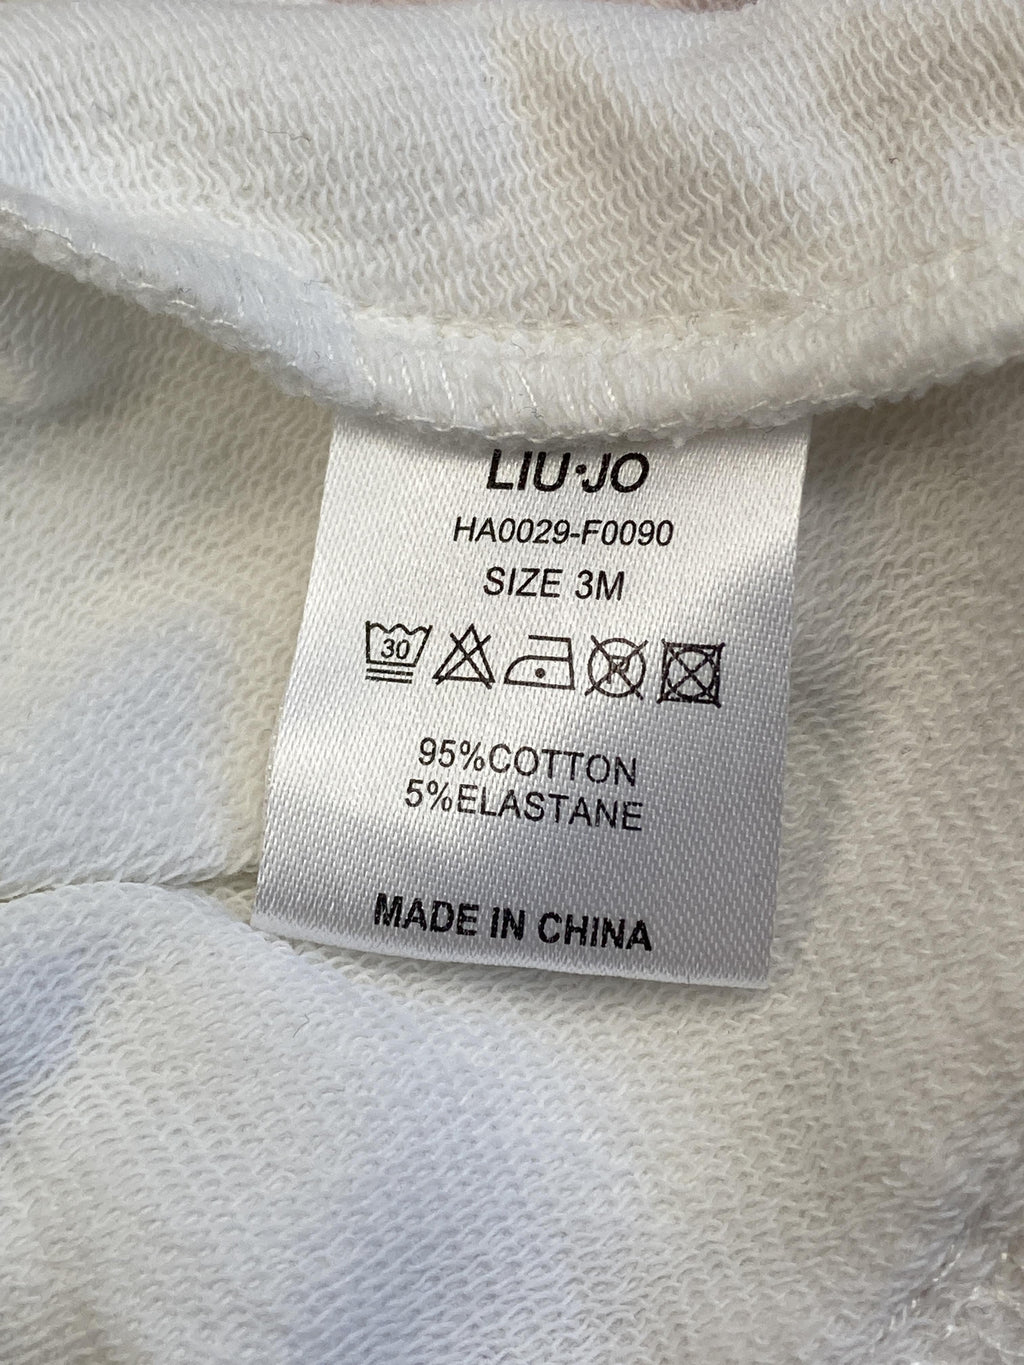 LIU·JO
HA0029-F0090
SIZE 3M
30
95%COTTON
5%ELASTANE
MADE IN CHINA